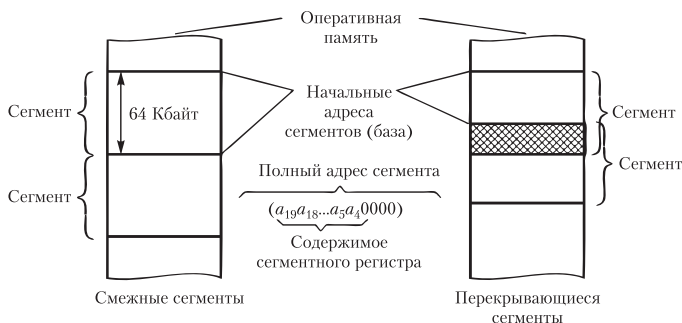 Оперативная
память
Сегмент
64 Кбайт
Начальные
адреса
сегментов (база)
Сегмент
Сегмент
Сегмент
Полный адрес сегмента
(a19a18...a5a40000)
Содержимое
сегментного регистра
Смежные сегменты
Перекрывающиеся
сегменты